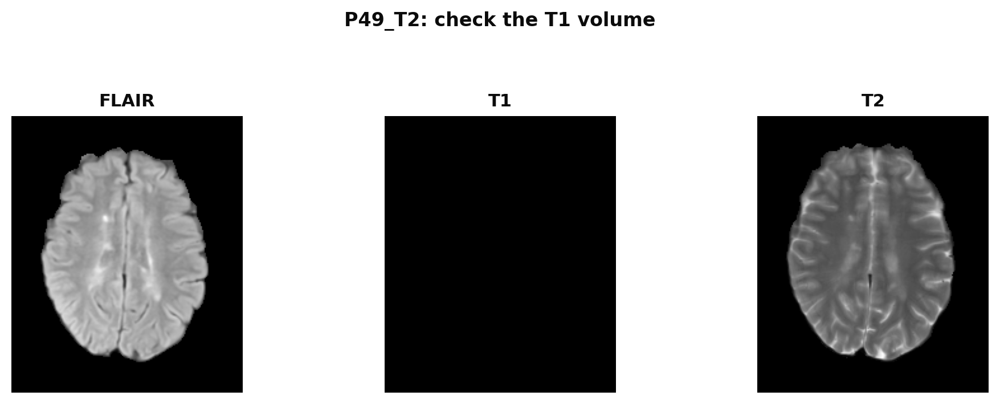 P49_T2: check the T1 volume
FLAIR
T1
T2